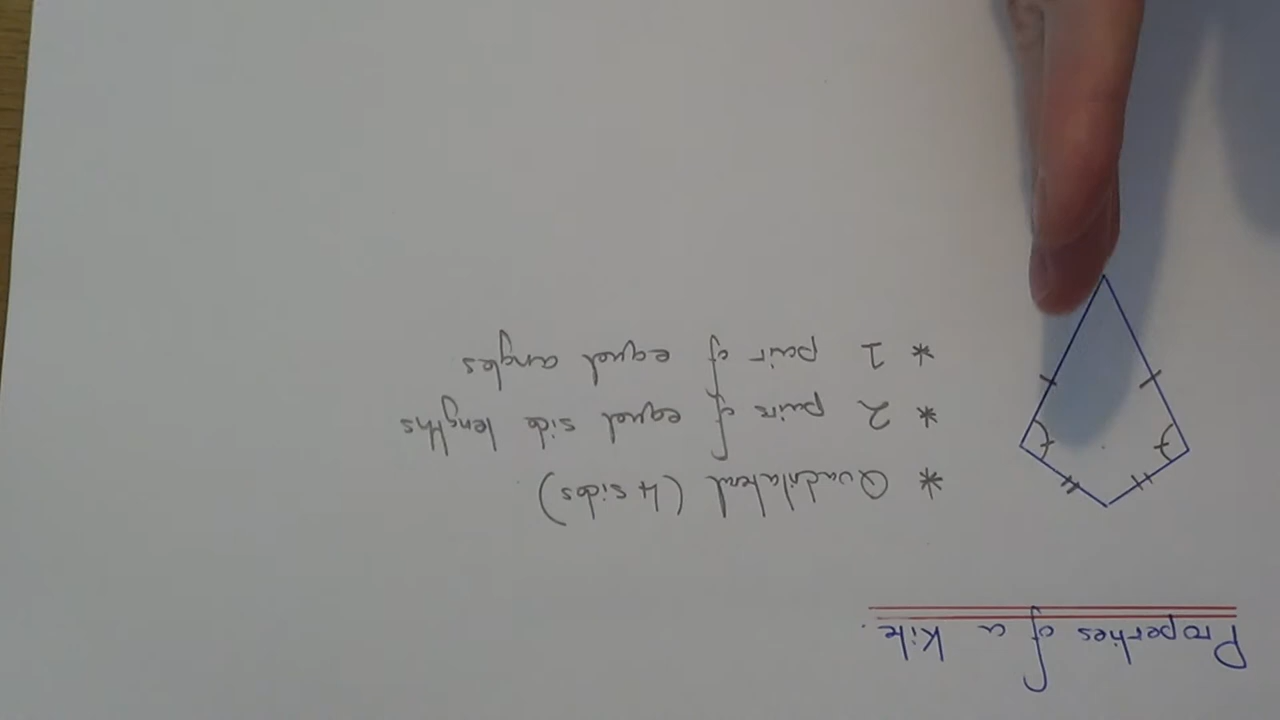 Properties of a Kite.
* Quadrilateral (4 sides)
* 2 pairs of equal side lengths
* 1 pair of equal angles